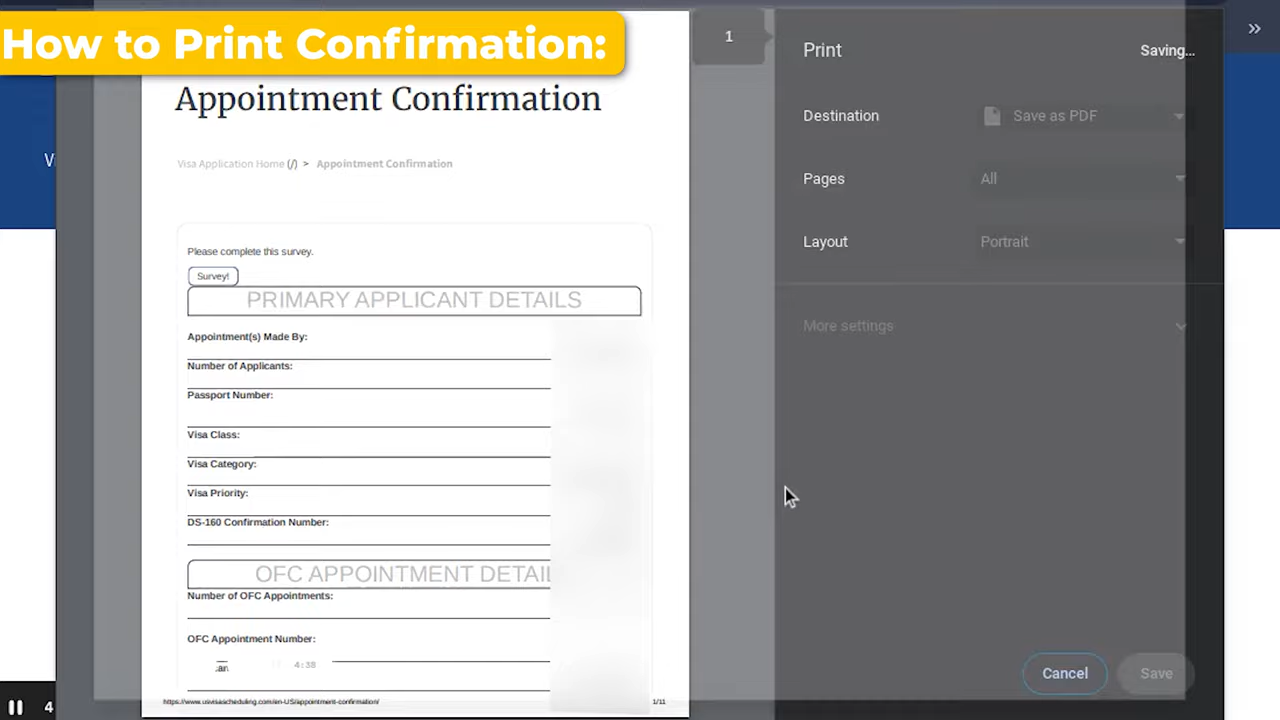 How to Print Confirmation:
1
Print
Saving...
Appointment Confirmation
Destination
Save as PDF
V
Visa Application Home (/) > Appointment Confirmation
Pages
All
Layout
Portrait
Please complete this survey.
Survey!
PRIMARY APPLICANT DETAILS
More settings
Appointment(s) Made By:
Number of Applicants:
Passport Number:
Visa Class:
Visa Category:
Visa Priority:
DS-160 Confirmation Number:
OFC APPOINTMENT DETAIL
Number of OFC Appointments:
OFC Appointment Number:
4:38
Cancel
Save
https://www.usvisascheduling.com/en-US/appointment-confirmation/
1/11
4